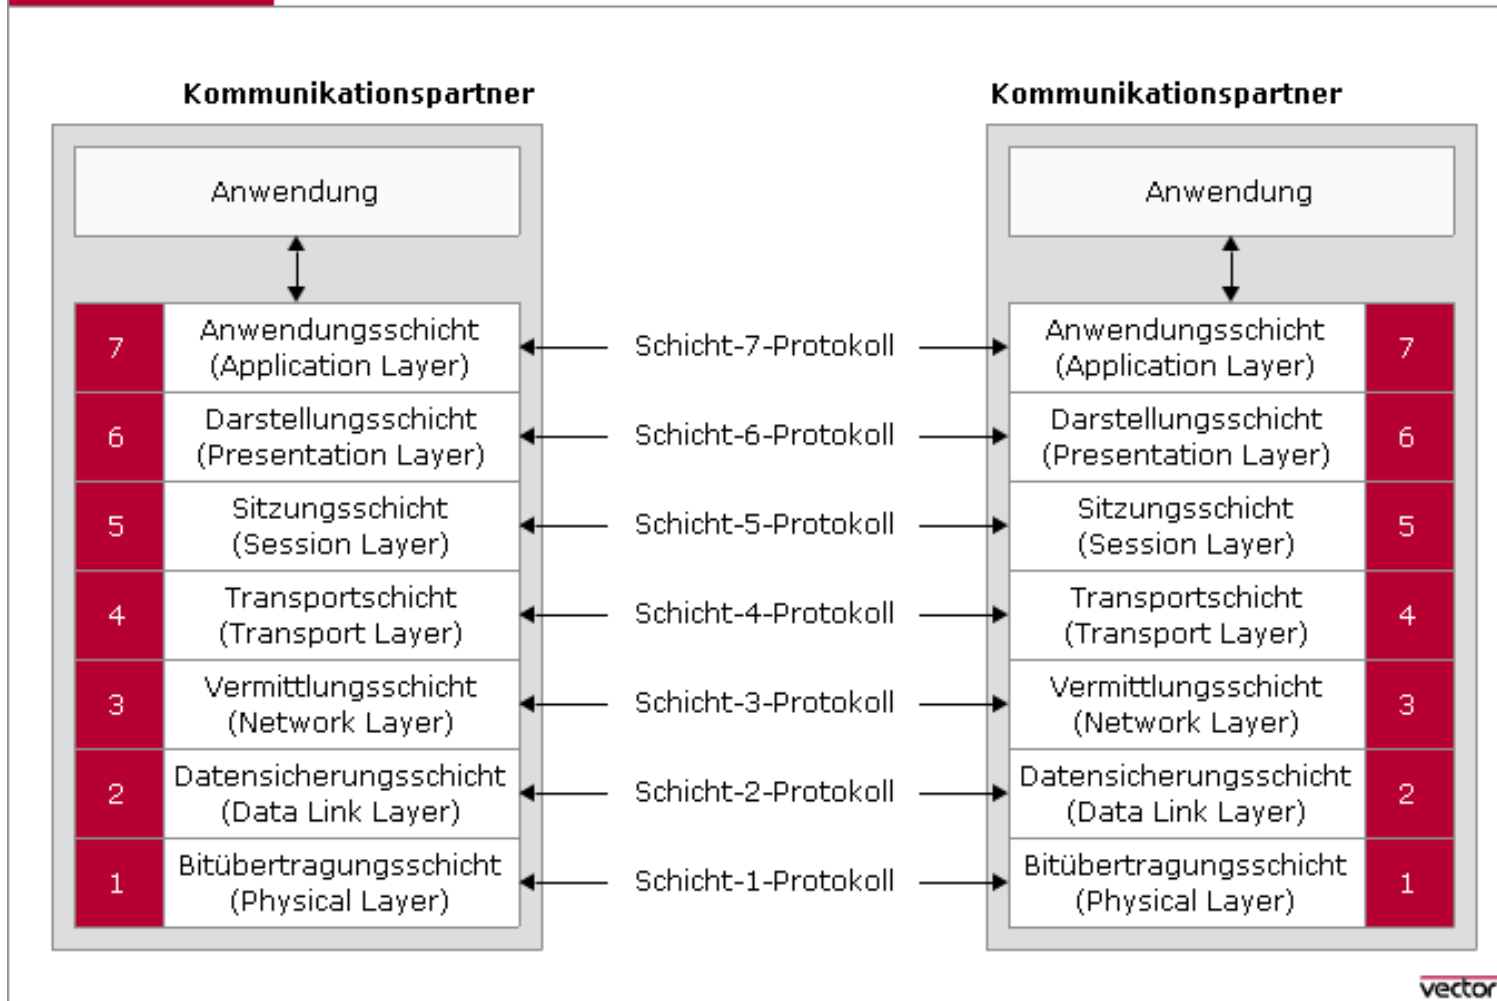 Kommunikationspartner
Kommunikationspartner
Anwendung
Anwendung
7
Anwendungsschicht
(Application Layer)
Schicht-7-Protokoll
Anwendungsschicht
(Application Layer)
7
6
Darstellungsschicht
(Presentation Layer)
Schicht-6-Protokoll
Darstellungsschicht
(Presentation Layer)
6
5
Sitzungsschicht
(Session Layer)
Schicht-5-Protokoll
Sitzungsschicht
(Session Layer)
5
4
Transportschicht
(Transport Layer)
Schicht-4-Protokoll
Transportschicht
(Transport Layer)
4
3
Vermittlungsschicht
(Network Layer)
Schicht-3-Protokoll
Vermittlungsschicht
(Network Layer)
3
2
Datensicherungsschicht
(Data Link Layer)
Schicht-2-Protokoll
Datensicherungsschicht
(Data Link Layer)
2
1
Bitübertragungsschicht
(Physical Layer)
Schicht-1-Protokoll
Bitübertragungsschicht
(Physical Layer)
1
vector